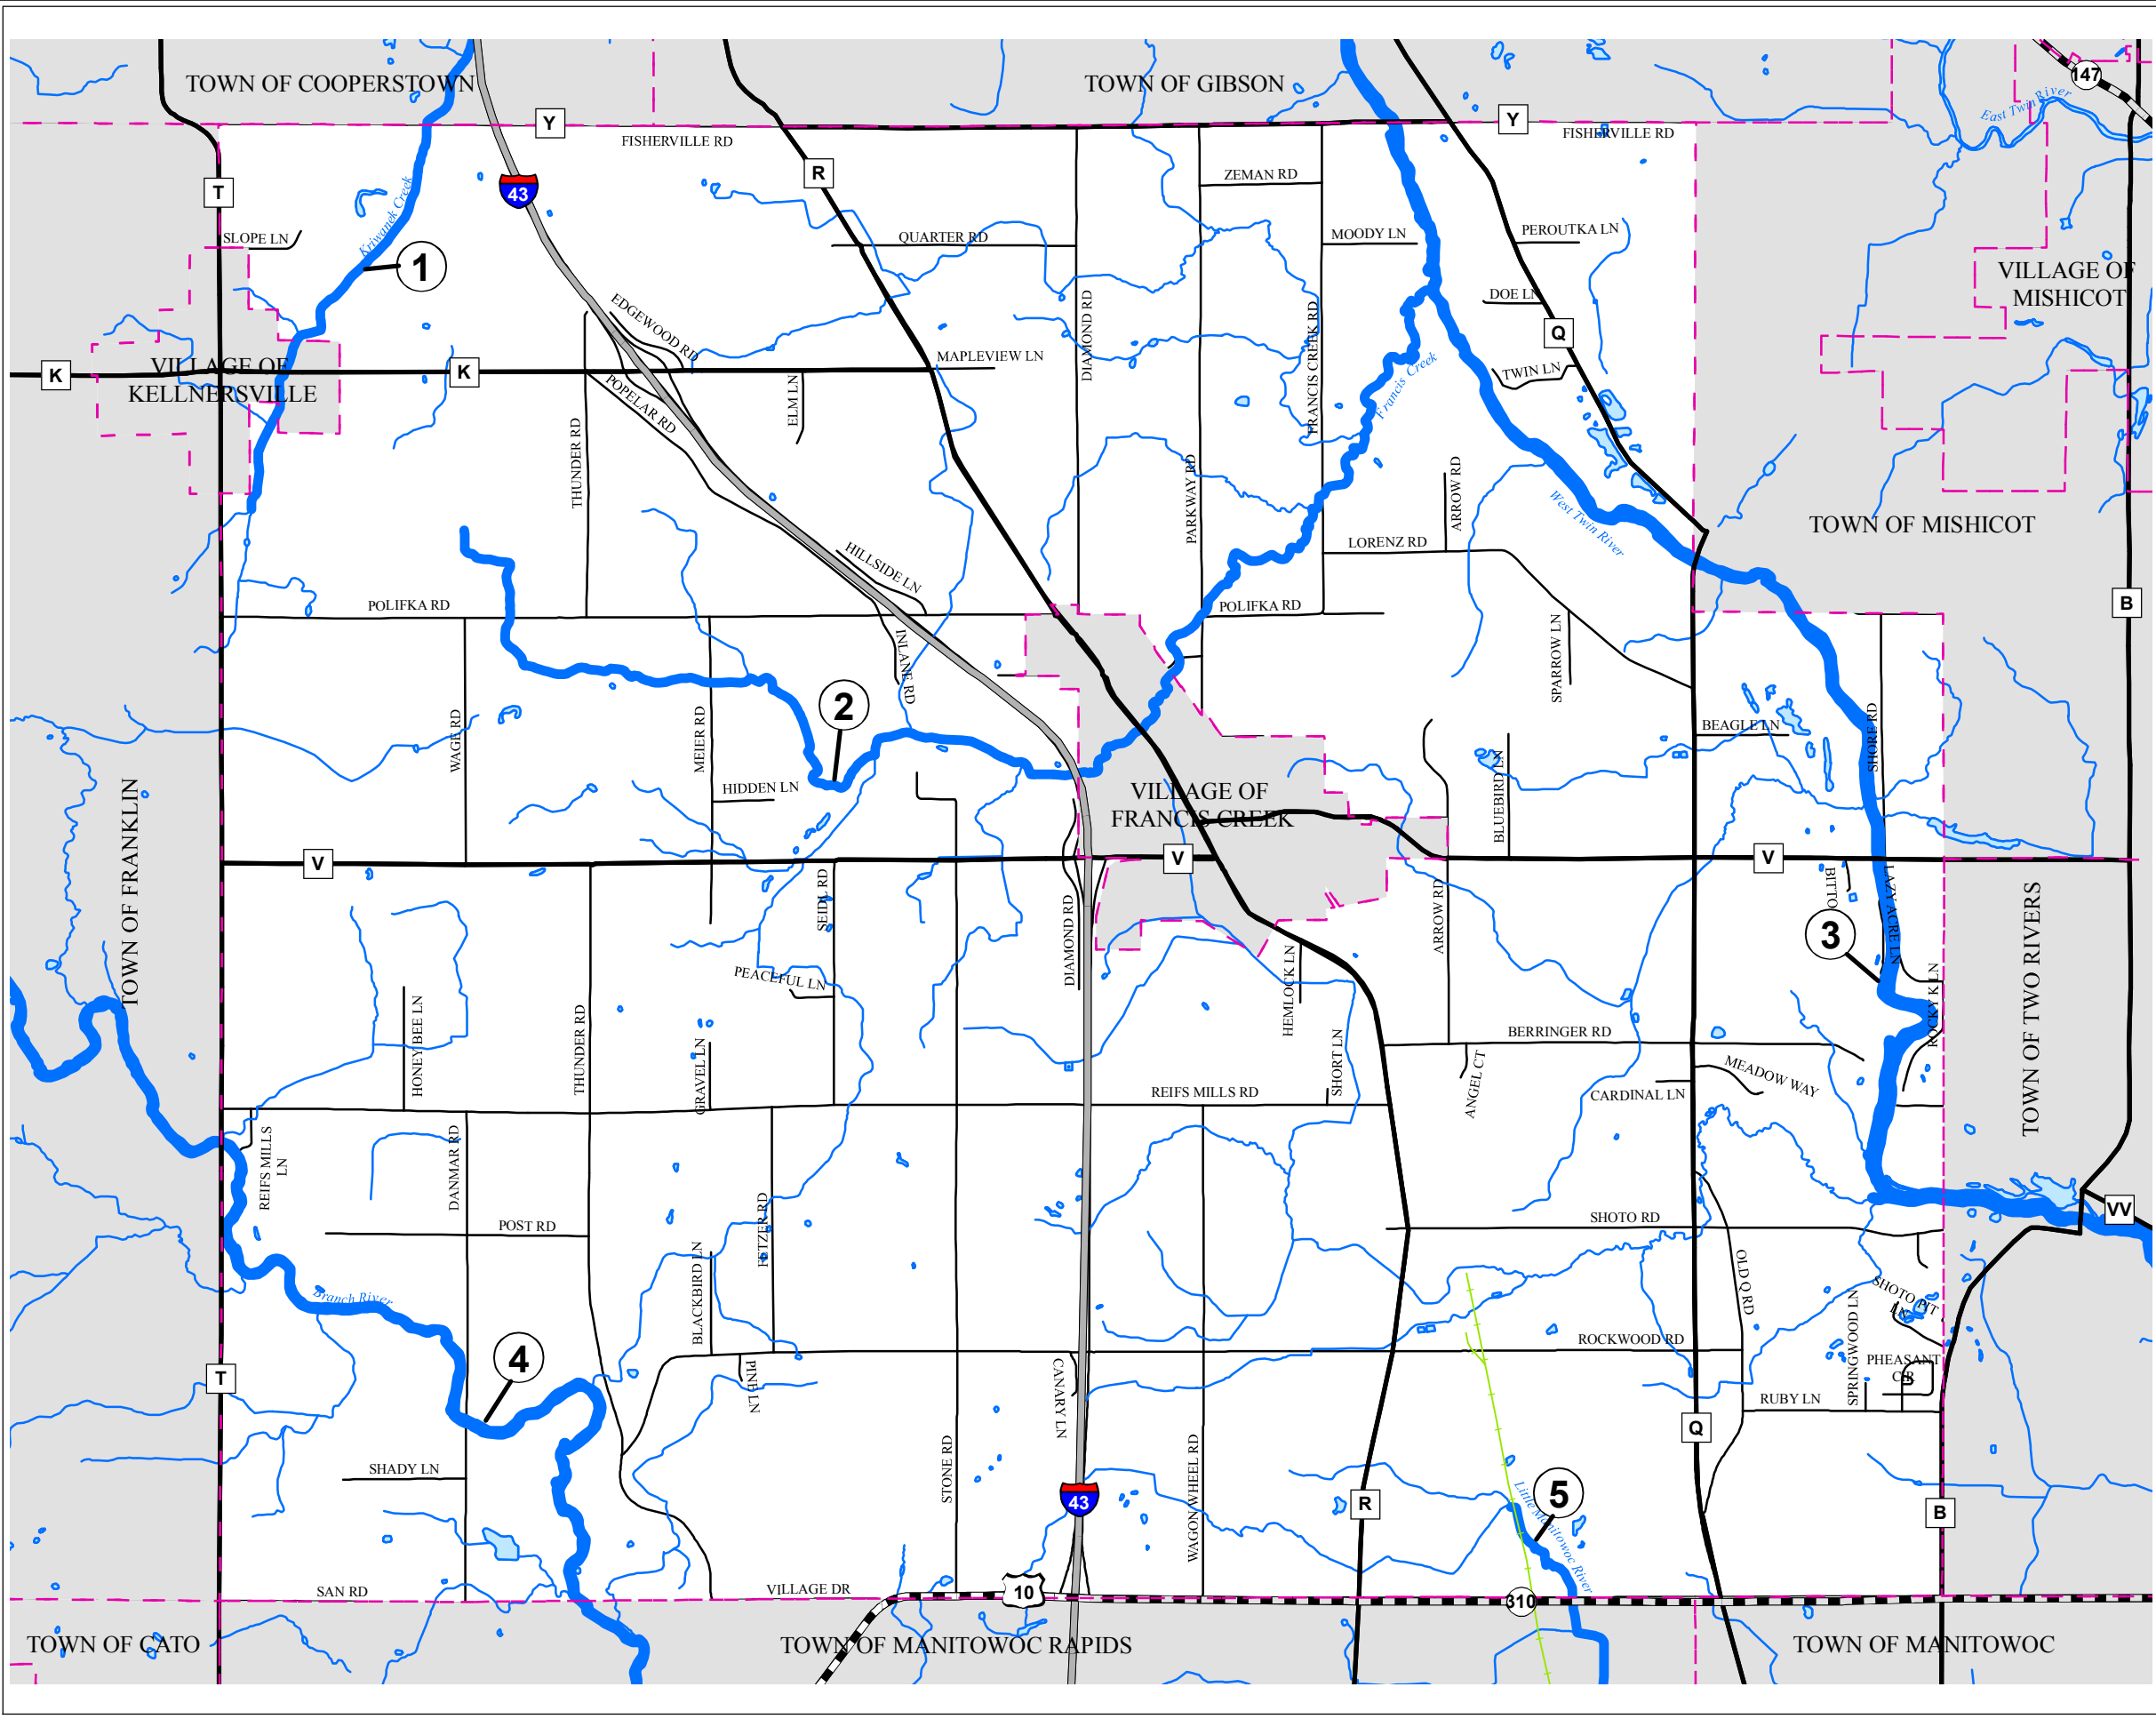 TOWN OF COOPERSTOWN
TOWN OF GIBSON
147
East Twin River
Y
Y
FISHERVILLE RD
FISHERVILLE RD
R
ZEMAN RD
T
43
Kriwanek Creek
SLOPE LN
QUARTER RD
MOODY LN
PEROUTKA LN
1
VILLAGE OF
MISHICOT
DOE LN
EDGEWOOD RD
DIAMOND RD
FRANCIS CREEK RD
Q
MAPLEVIEW LN
K
VILLAGE OF
KELLNERSVILLE
K
POPELAR RD
ELM LN
Francis Creek
TWIN LN
THUNDER RD
PARKWAY RD
ARROW RD
West Twin River
TOWN OF MISHICOT
LORENZ RD
HILLSIDE LN
POLIFKA RD
POLIFKA RD
B
INLANE RD
SPARROW LN
2
WAGE RD
MEIER RD
BEAGLE LN
SHORE RD
HIDDEN LN
VILLAGE OF
FRANCIS CREEK
BLUEBIRD LN
TOWN OF FRANKLIN
V
V
V
SEIDL RD
DIAMOND RD
ARROW RD
BITTO
LAZY ACRE LN
3
TOWN OF TWO RIVERS
PEACEFUL LN
HEMLOCK LN
ROCKY K LN
HONEY BEE LN
THUNDER RD
GRAVEL LN
BERRINGER RD
SHORT LN
ANGEL CT
MEADOW WAY
REIFS MILLS RD
CARDINAL LN
REIFS MILLS
LN
DANMAR RD
VV
POST RD
FETZER RD
SHOTO RD
BLACKBIRD LN
OLD Q RD
Branch River
SHOTO PIT
LN
SPRINGWOOD LN
ROCKWOOD RD
4
PHEASANT
CIR
T
PINE LN
CANARY LN
RUBY LN
Q
SHADY LN
STONE RD
WAGON WHEEL RD
43
R
5
Little Manitowoc River
B
SAN RD
VILLAGE DR
10
310
TOWN OF CATO
TOWN OF MANITOWOC RAPIDS
TOWN OF MANITOWOC